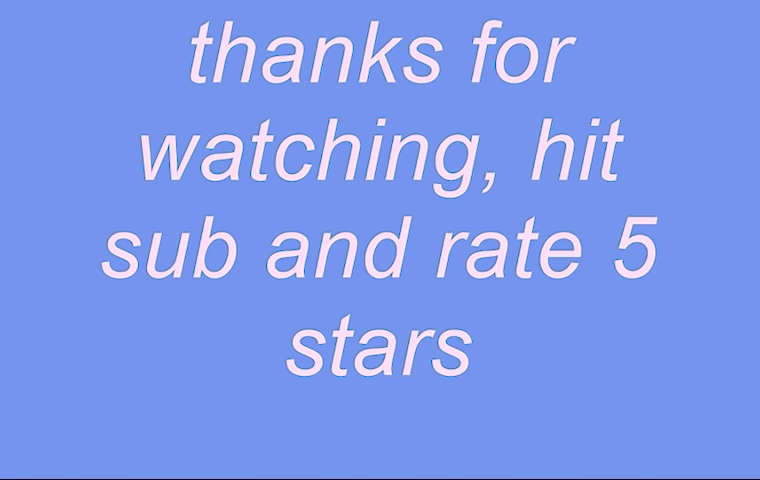 thanks for
watching, hit
sub and rate 5
stars